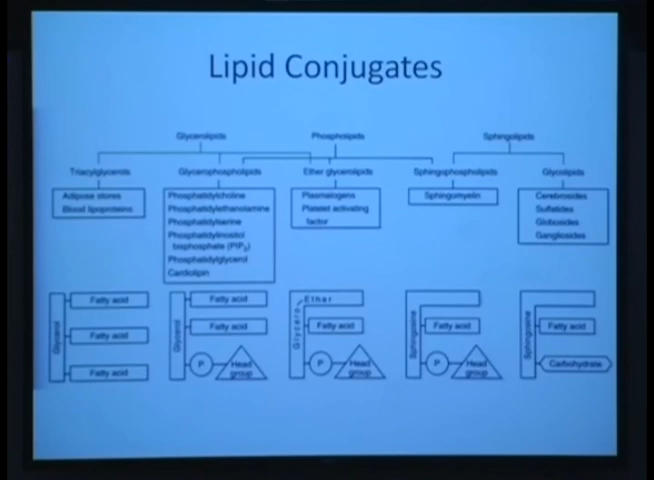 Lipid Conjugates
Glycerolipids Phospholipids Sphingolipids
Triacylglycerols Glycerophospholipids Ether glycerolipids Sphingophospholipids Glycolipids
Adipose stores
Blood lipoproteins
Phosphatidylcholine
Phosphatidylethanolamine
Phosphatidylserine
Phosphatidylinositol
bisphosphate (PIP2)
Phosphatidylglycerol
Cardiolipin
Plasmalogens
Platelet activating
factor
Sphingomyelin
Cerebrosides
Sulfatides
Globosides
Gangliosides
Glycerol
Fatty acid
Fatty acid
Fatty acid
Glycerol
Fatty acid
Fatty acid
P
Head
group
Glycero
Ether
Fatty acid
P
Head
group
Sphingosine
Fatty acid
P
Head
group
Sphingosine
Fatty acid
Carbohydrate